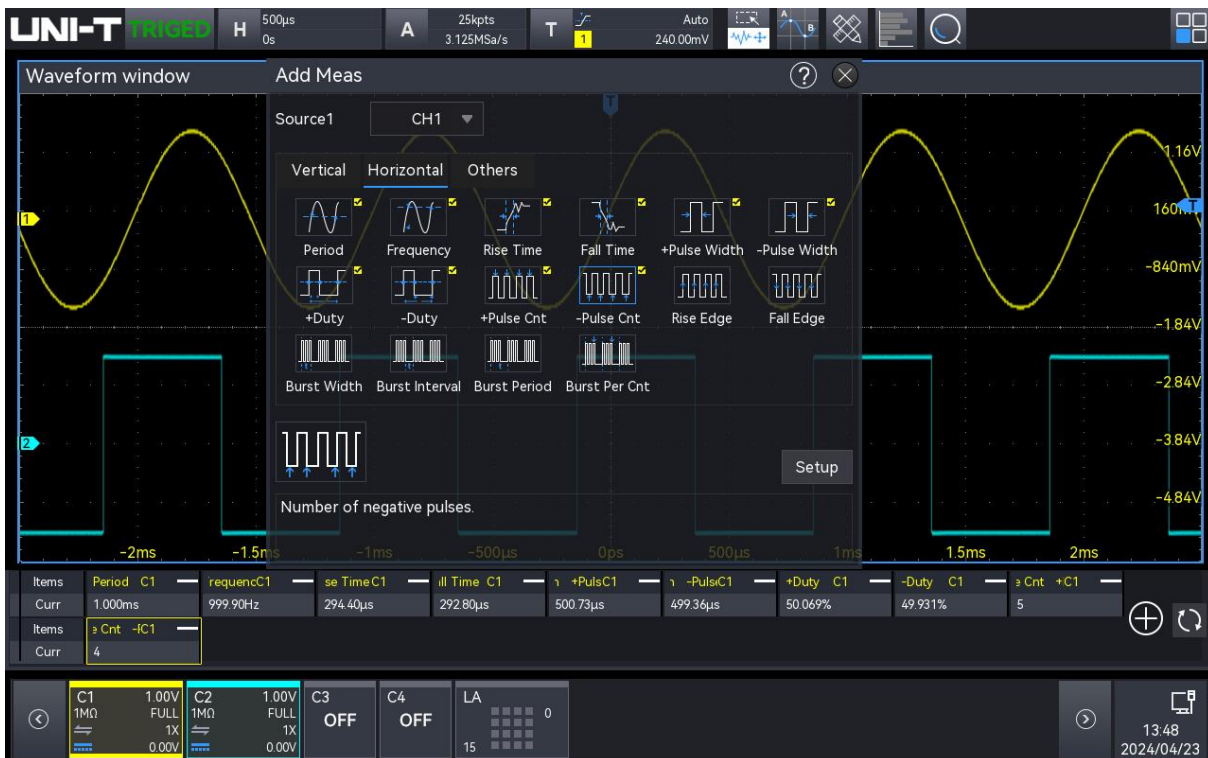 UNI-T TRIGED H 500μs 0s A 25kpts 3.125MSa/s T 1 Auto 240.00mV A B
Waveform window
Add Meas ?
T
Source1 CH1
1.16V
Vertical Horizontal Others
1 T
Period Frequency Rise Time Fall Time +Pulse Width -Pulse Width
-840mV
+Duty -Duty +Pulse Cnt -Pulse Cnt Rise Edge Fall Edge
-1.84V
Burst Width Burst Interval Burst Period Burst Per Cnt
-2.84V
2
-3.84V
Setup
-4.84V
Number of negative pulses.
-2ms -1ms -500μs 0ps 500μs 1ms 1.5ms 2ms
Items Period C1 requencC1 se TimeC1 C1 +PulsC1 C1 +Duty C1 -Duty C1 Cnt +C1
Curr 1.000ms 999.90Hz 294.40μs 292.80μs 500.73μs 499.36μs 50.069% 49.931% 5
Items Cnt
Curr 4
C1 1.00V
1MΩ FULL
1X
0.00V
C2 1.00V
1MΩ FULL
1X
0.00V
C3
OFF
C4
OFF
LA
0
15
13:48
2024/04/23